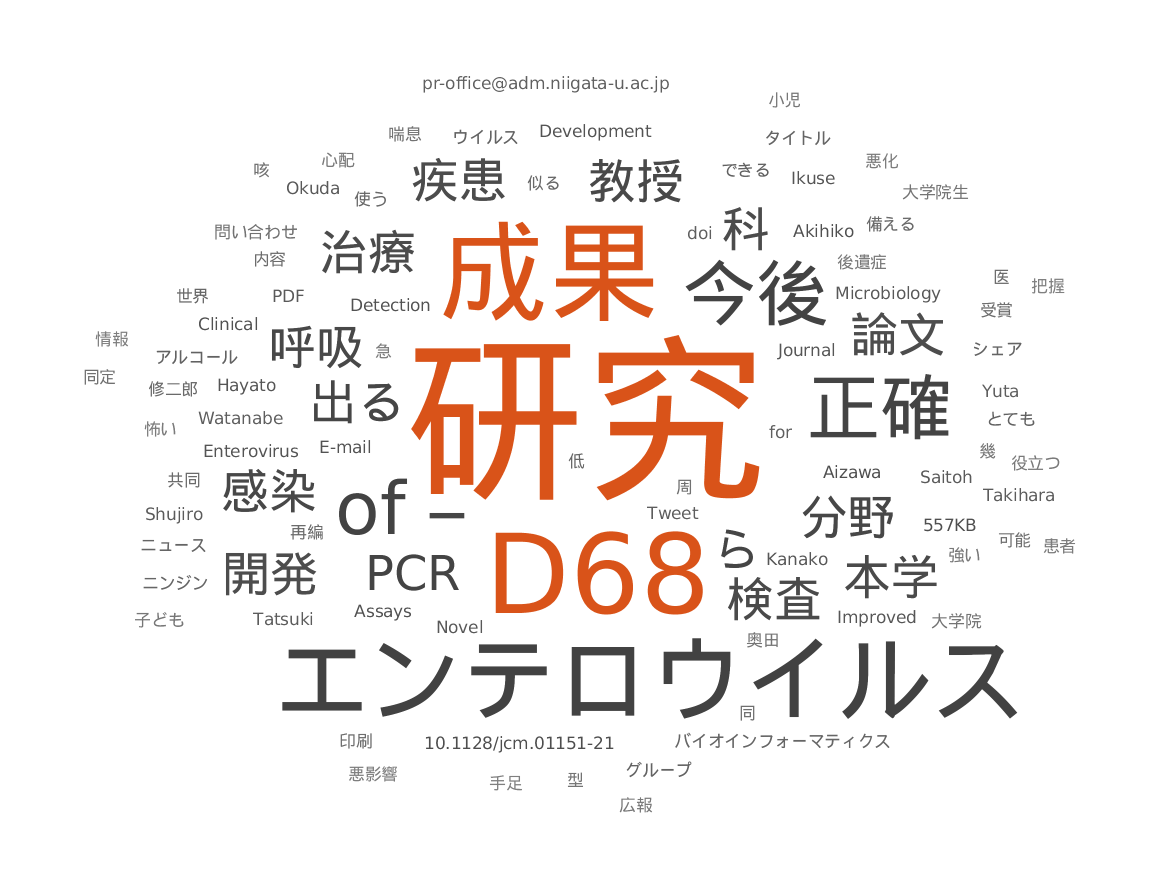 pr-office@adm.niigata-u.ac.jp
小児
喘息 ウイルス Development タイトル
咳 心配 疾患 似る 教授 できる Ikuse 悪化
Okuda 使う 大学院生
問い合わせ 治療 成果 doi 科 Akihiko 備える
内容 後遺症
世界 PDF Detection 今後 Microbiology 医 把握
Clinical 受賞
情報 アルコール 呼吸 急 Journal 論文 シェア
同定 修二郎 Hayato 出る 研究 正確 Yuta
怖い Watanabe for とても
Enterovirus E-mail 低 幾 役立つ
共同 感染 周 Aizawa Saitoh Takihara
Shujiro 再編 of – Tweet 分野 557KB
ニュース 可能 患者
ニンジン 開発 PCR D68 ら Kanako 強い
検査 本学
子ども Tatsuki Assays Novel Improved 大学院
奥田
エンテロウイルス
同
印刷 10.1128/jcm.01151-21 バイオインフォーマティクス
悪影響 手足 型 グループ
広報